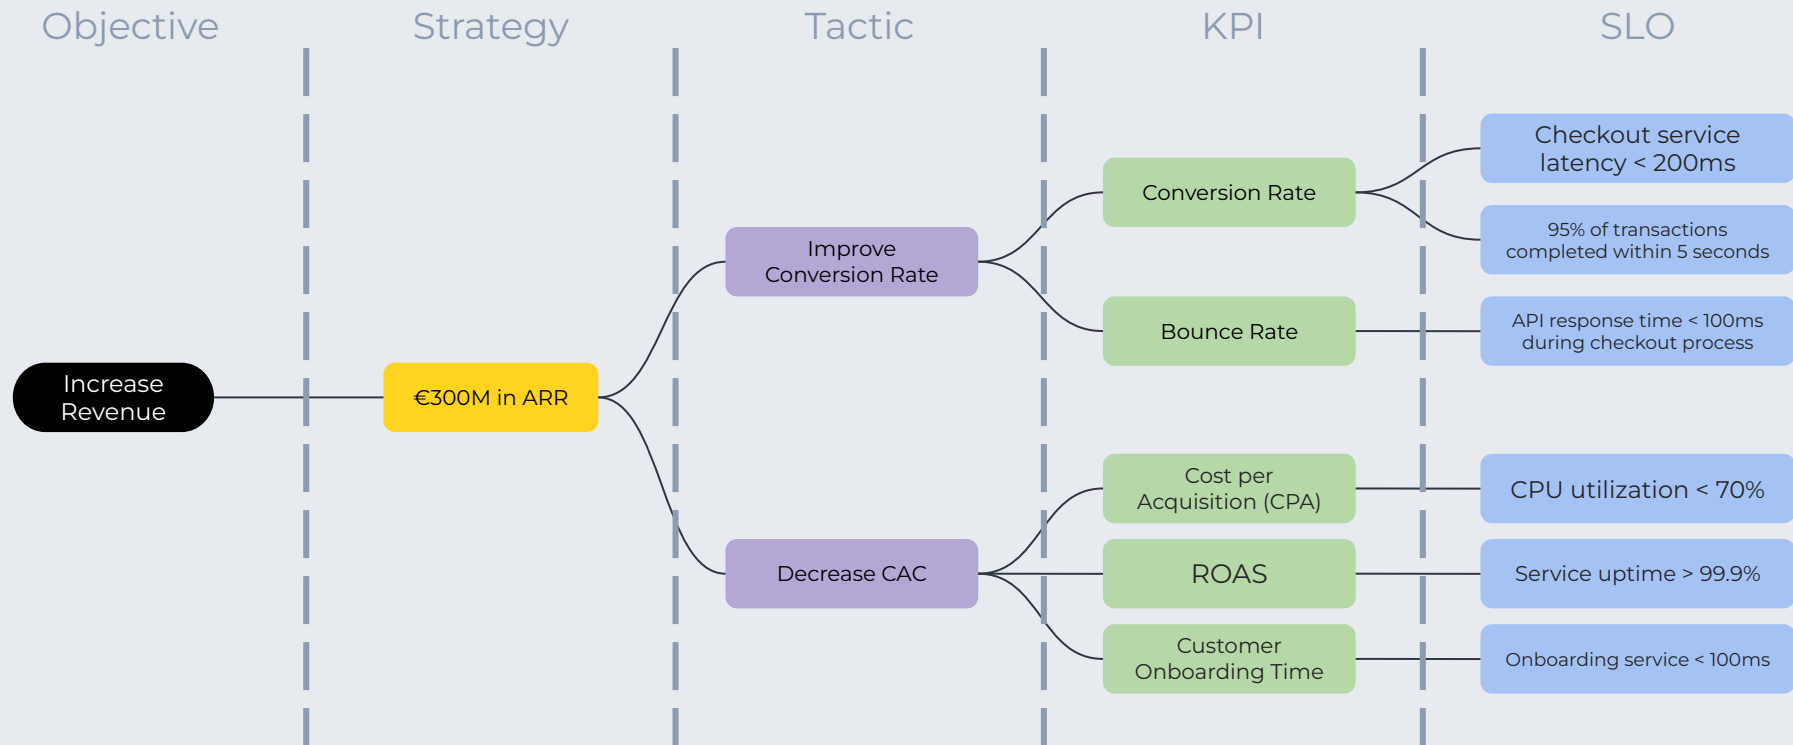 Objective
Strategy
Tactic
KPI
SLO
Increase
Revenue
€300M in ARR
Improve
Conversion Rate
Decrease CAC
Conversion Rate
Bounce Rate
Cost per
Acquisition (CPA)
ROAS
Customer
Onboarding Time
Checkout service
latency < 200ms
95% of transactions
completed within 5 seconds
API response time < 100ms
during checkout process
CPU utilization < 70%
Service uptime > 99.9%
Onboarding service < 100ms